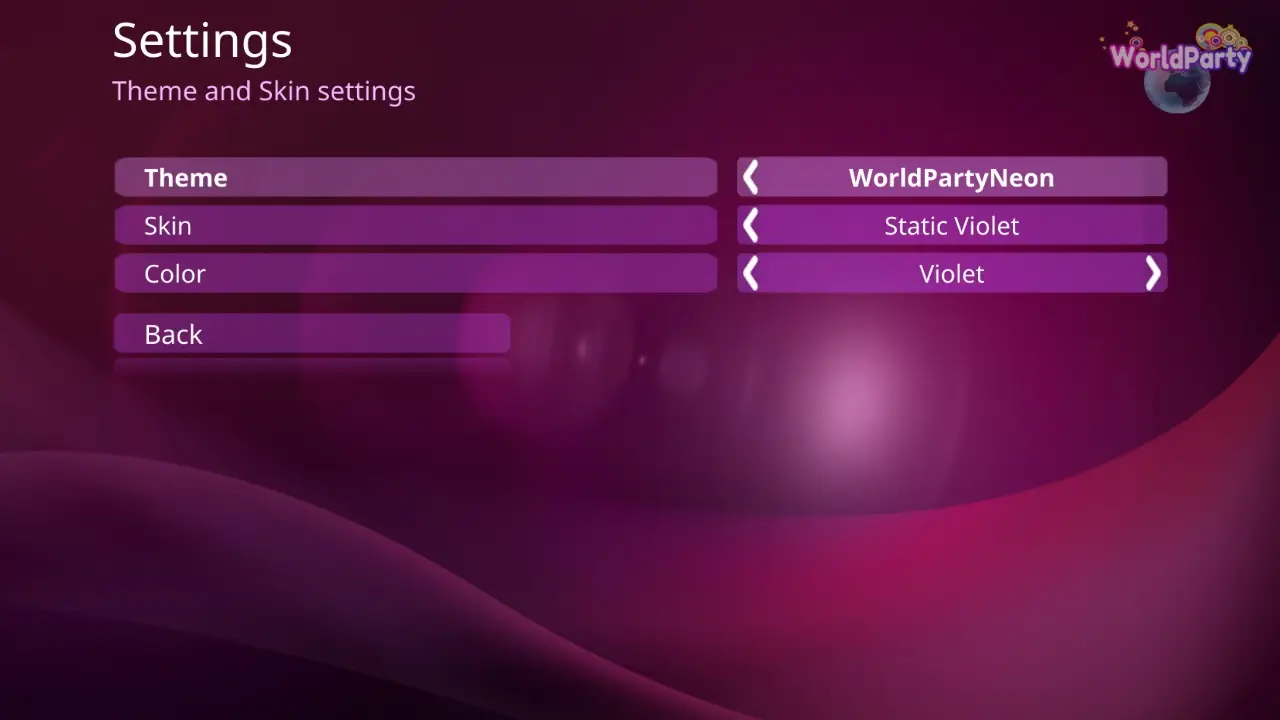 Settings
Theme and Skin settings
WorldParty
Theme
WorldPartyNeon
Skin
Static Violet
Color
Violet
Back